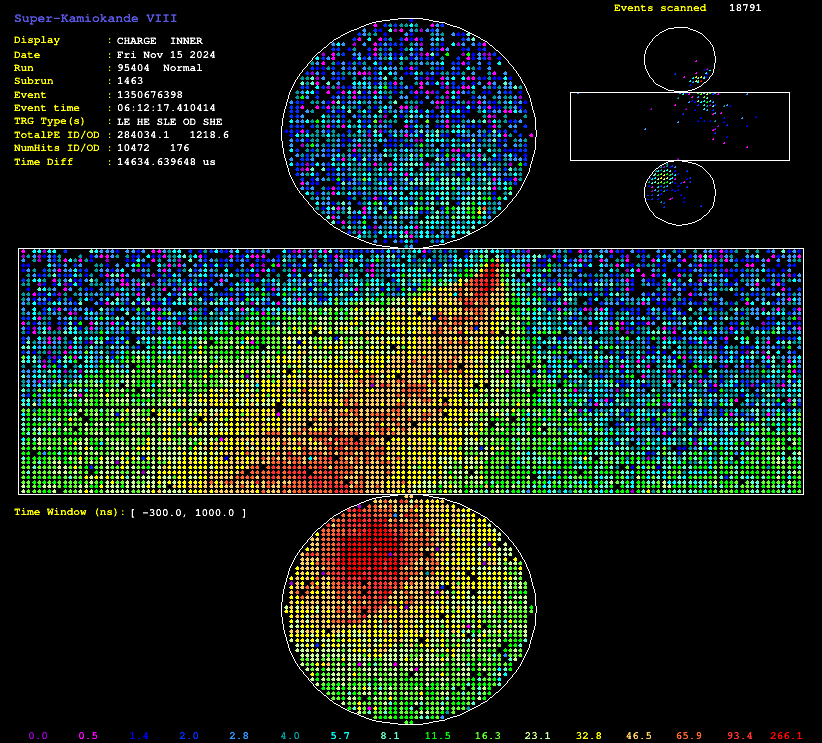 Super-Kamiokande VIII
Events scanned 18791
Display : CHARGE INNER
Date : Fri Nov 15 2024
Run : 95404 Normal
Subrun : 1463
Event : 1350676398
Event time : 06:12:17.410414
TRG Type(s) : LE HE SLE OD SHE
TotalPE ID/OD : 284034.1 1218.6
NumHits ID/OD : 10472 176
Time Diff : 14634.639648 us
Time Window (ns): [ -300.0, 1000.0 ]
0.0 0.5 1.4 2.0 2.8 4.0 5.7 8.1 11.5 16.3 23.1 32.8 46.5 65.9 93.4 266.1